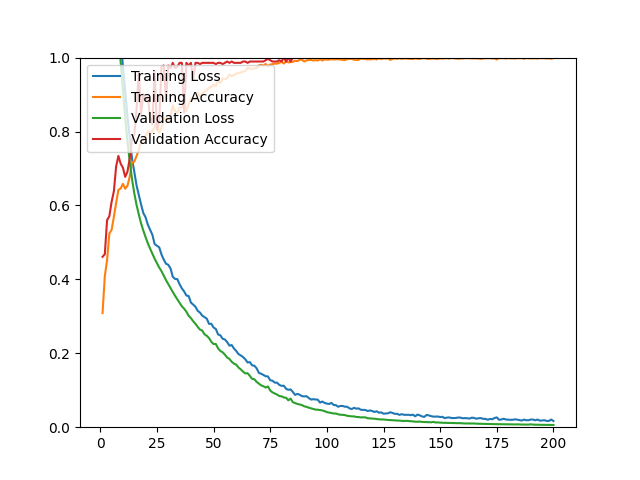 1.0
0.8
0.6
0.4
0.2
0.0
Training Loss
Training Accuracy
Validation Loss
Validation Accuracy
0 25 50 75 100 125 150 175 200